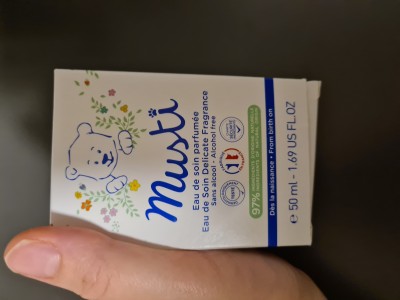 Musti
Eau de soin parfumée
Eau de Soin Delicate Fragrance
Sans alcool - Alcohol free
97%
Dès la naissance • From birth on
℮ 50 ml - 1.69 US FL.OZ